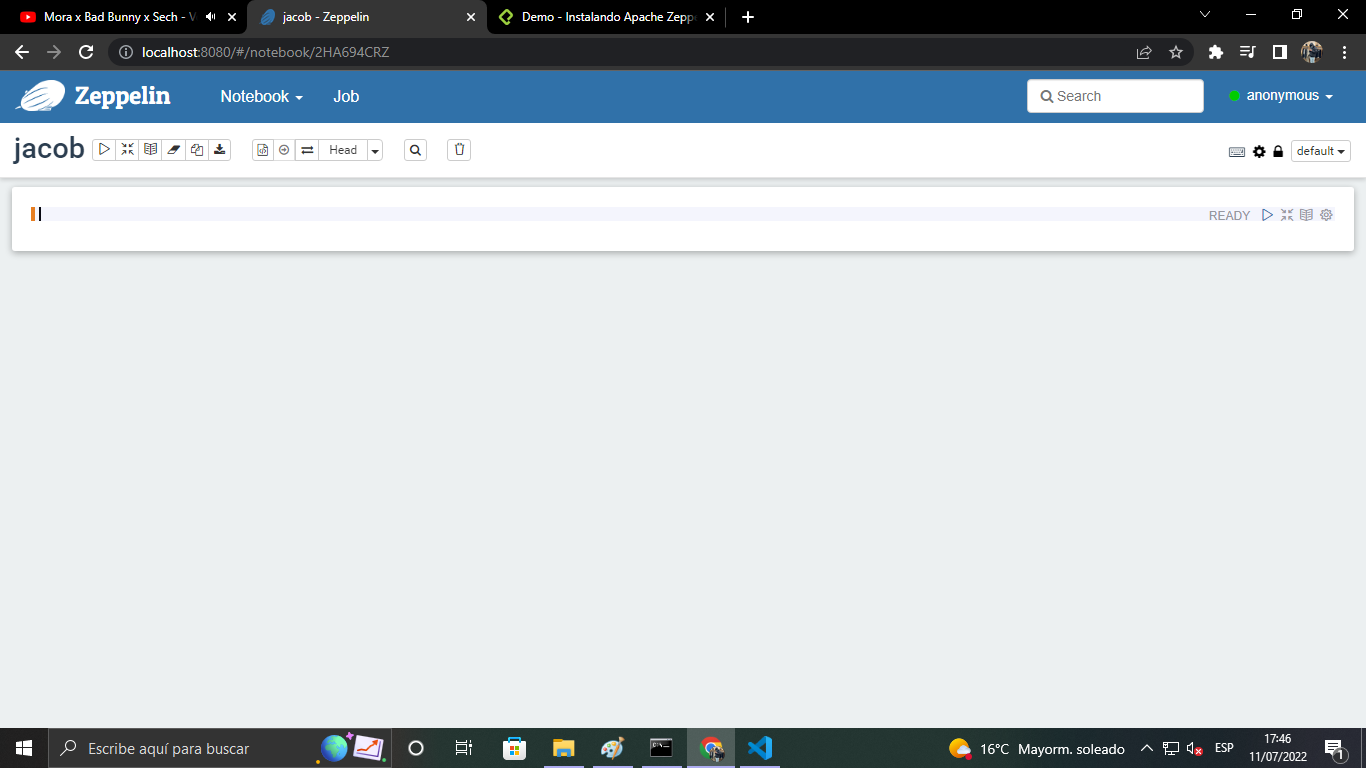 Mora x Bad Bunny x Sech - V
jacob - Zeppelin
Demo - Instalando Apache Zepp
localhost:8080/#/notebook/2HA694CRZ
Zeppelin
Notebook
Job
Search
anonymous
jacob
Head
default
READY
Escribe aquí para buscar
16°C Mayorm. soleado
ESP
17:46
11/07/2022
1